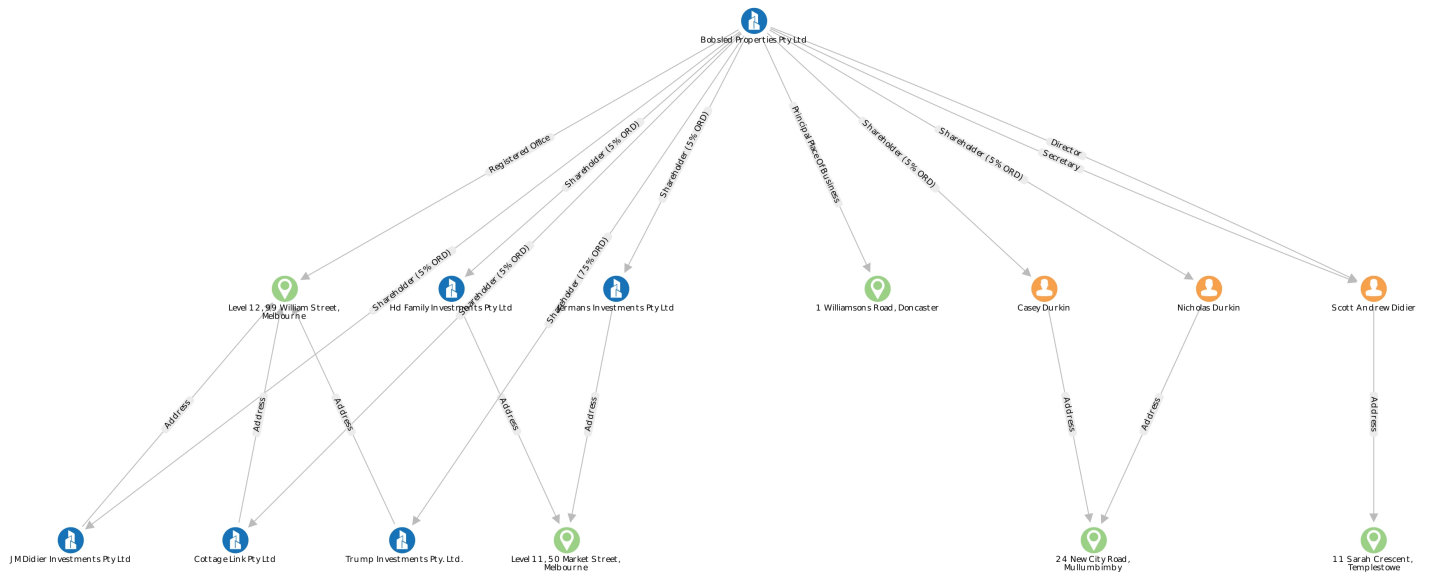 Bobsled Properties Pty Ltd
Registered Office
Shareholder (5% ORD)
Shareholder (5% ORD)
Principal Place Of Business
Shareholder (5% ORD)
Shareholder (5% ORD)
Director
Secretary
Shareholder (5% ORD)
Shareholder (5% ORD)
Shareholder (75% ORD)
Level 12, 99 William Street,
Melbourne
Hd Family Investments Pty Ltd
Investments Pty Ltd
1 Williamsons Road, Doncaster
Casey Durkin
Nicholas Durkin
Scott Andrew Didier
Address
Address
Address
Address
Address
Address
Address
Address
JM Didier Investments Pty Ltd
Cottage Link Pty Ltd
Trump Investments Pty. Ltd.
Level 11, 50 Market Street,
Melbourne
24 New City Road,
Mullumbimby
11 Sarah Crescent,
Templestowe